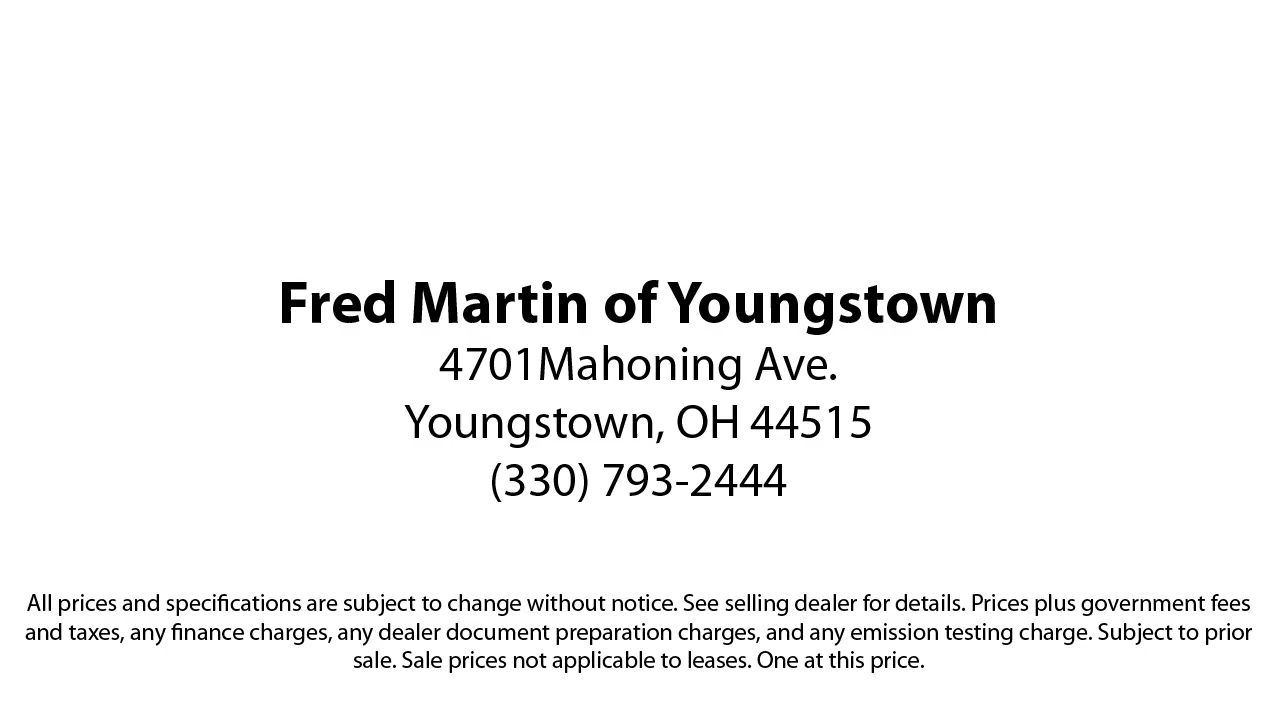 Fred Martin of Youngstown
4701Mahoning Ave.
Youngstown, OH 44515
(330) 793-2444
All prices and specifications are subject to change without notice. See selling dealer for details. Prices plus government fees
and taxes, any finance charges, any dealer document preparation charges, and any emission testing charge. Subject to prior
sale. Sale prices not applicable to leases. One at this price.